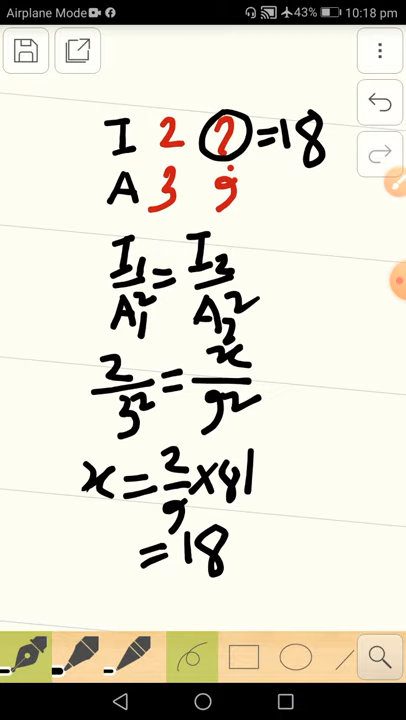 Airplane Mode 43% 10:18 pm
I 2 ? = 18
A 3 9
I₁/A₁² = I₂/A₂²
2/3² = x/9²
x = 2/9 × 81
= 18